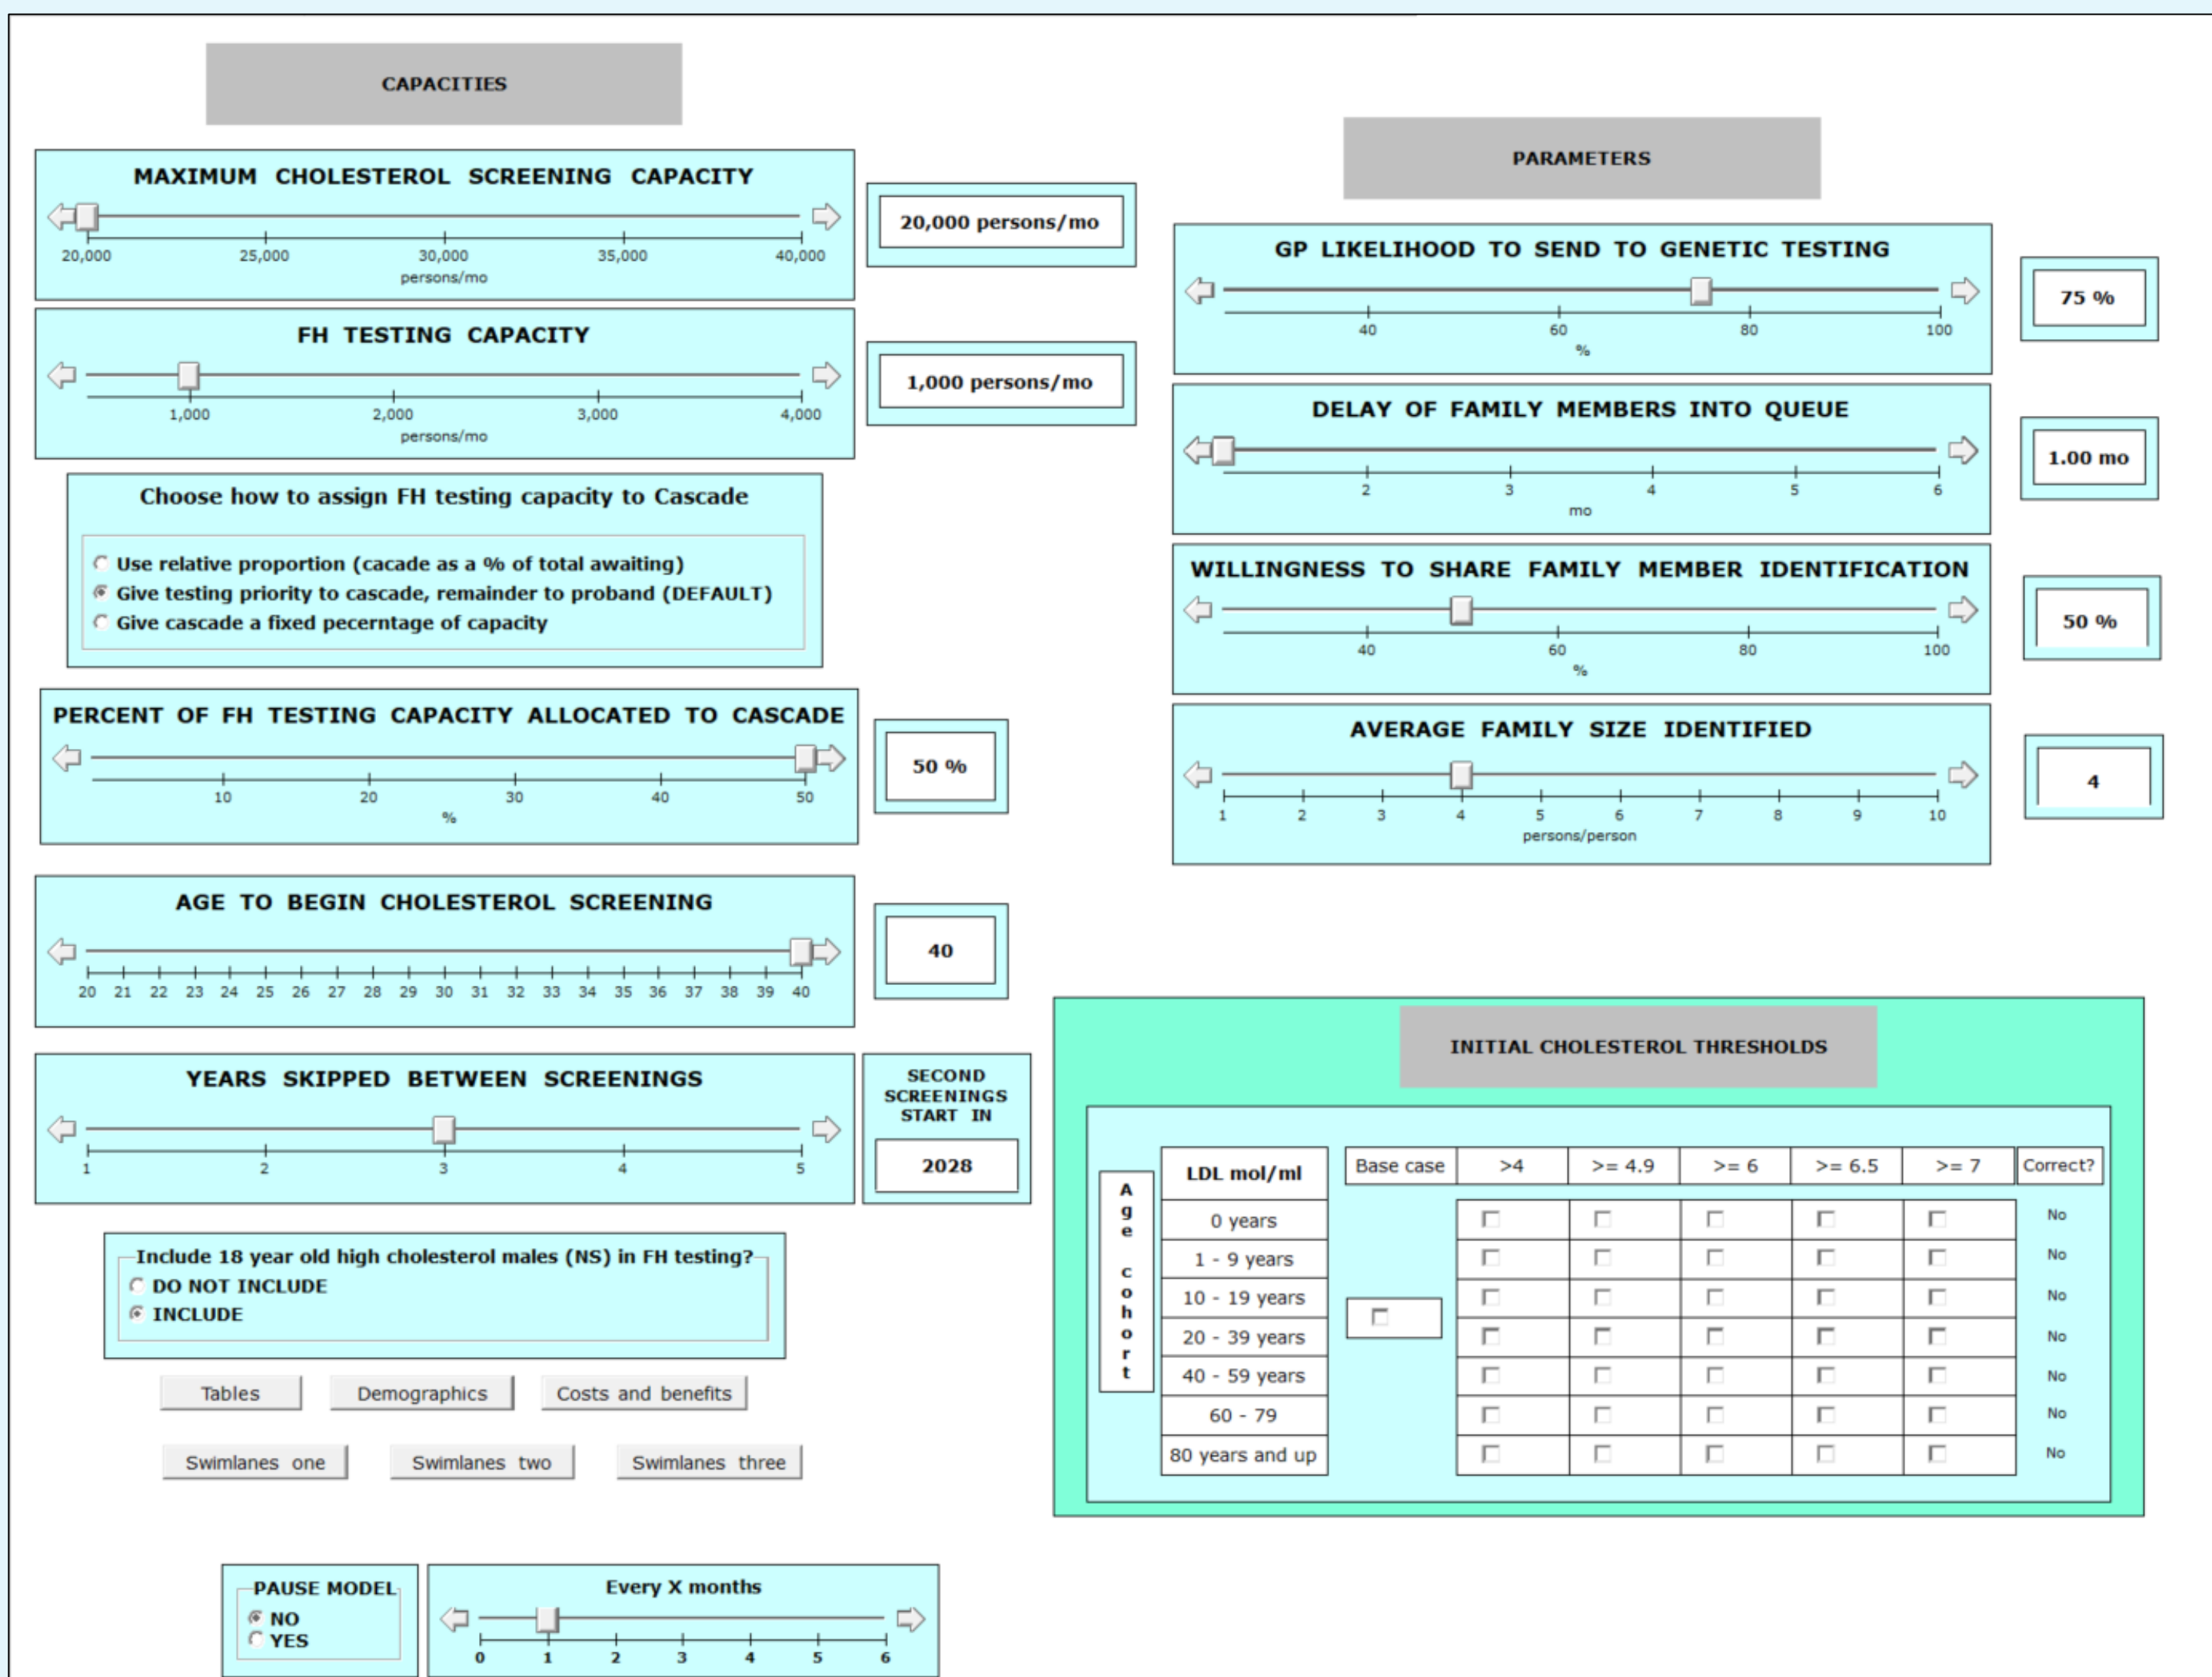 CAPACITIES
MAXIMUM CHOLESTEROL SCREENING CAPACITY
20,000 25,000 30,000 35,000 40,000
persons/mo
20,000 persons/mo
FH TESTING CAPACITY
1,000 2,000 3,000 4,000
persons/mo
1,000 persons/mo
Choose how to assign FH testing capacity to Cascade
Use relative proportion (cacade as a % of total awaiting)
Give testing priority to cascade, remainder to proband (DEFAULT)
Give cascade a fixed pecerntage of capacity
PERCENT OF FH TESTING CAPACITY ALLOCATED TO CASCADE
10 20 30 40 50
%
50 %
AGE TO BEGIN CHOLESTEROL SCREENING
20 21 22 23 24 25 26 27 28 29 30 31 32 33 34 35 36 37 38 39 40
40
YEARS SKIPPED BETWEEN SCREENINGS
1 2 3 4 5
SECOND
SCREENINGS
START IN
2028
Include 18 year old high cholesterol males (NS) in FH testing?
DO NOT INCLUDE
INCLUDE
Tables Demographics Costs and benefits
Swimlanes one Swimlanes two Swimlanes three
PAUSE MODEL
NO
YES
Every X months
0 1 2 3 4 5 6
PARAMETERS
GP LIKELIHOOD TO SEND TO GENETIC TESTING
40 60 80 100
%
75 %
DELAY OF FAMILY MEMBERS INTO QUEUE
2 3 4 5 6
mo
1.00 mo
WILLINGNESS TO SHARE FAMILY MEMBER IDENTIFICATION
40 60 80 100
%
50 %
AVERAGE FAMILY SIZE IDENTIFIED
1 2 3 4 5 6 7 8 9 10
persons/person
4
INITIAL CHOLESTEROL THRESHOLDS
Age cohort
LDL mol/ml Base case >4 >= 4.9 >= 6 >= 6.5 >= 7 Correct?
0 years No
1 - 9 years No
10 - 19 years No
20 - 39 years No
40 - 59 years No
60 - 79 No
80 years and up No